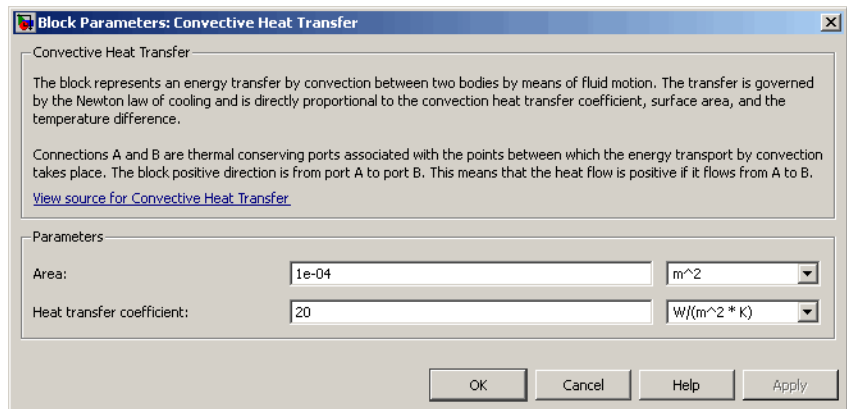 Block Parameters: Convective Heat Transfer
Convective Heat Transfer
The block represents an energy transfer by convection between two bodies by means of fluid motion. The transfer is governed
by the Newton law of cooling and is directly proportional to the convection heat transfer coefficient, surface area, and the
temperature difference.
Connections A and B are thermal conserving ports associated with the points between which the energy transport by convection
takes place. The block positive direction is from port A to port B. This means that the heat flow is positive if it flows from A to B.
View source for Convective Heat Transfer
Parameters
Area: 1e-04 m^2
Heat transfer coefficient: 20 W/(m^2 * K)
OK Cancel Help Apply